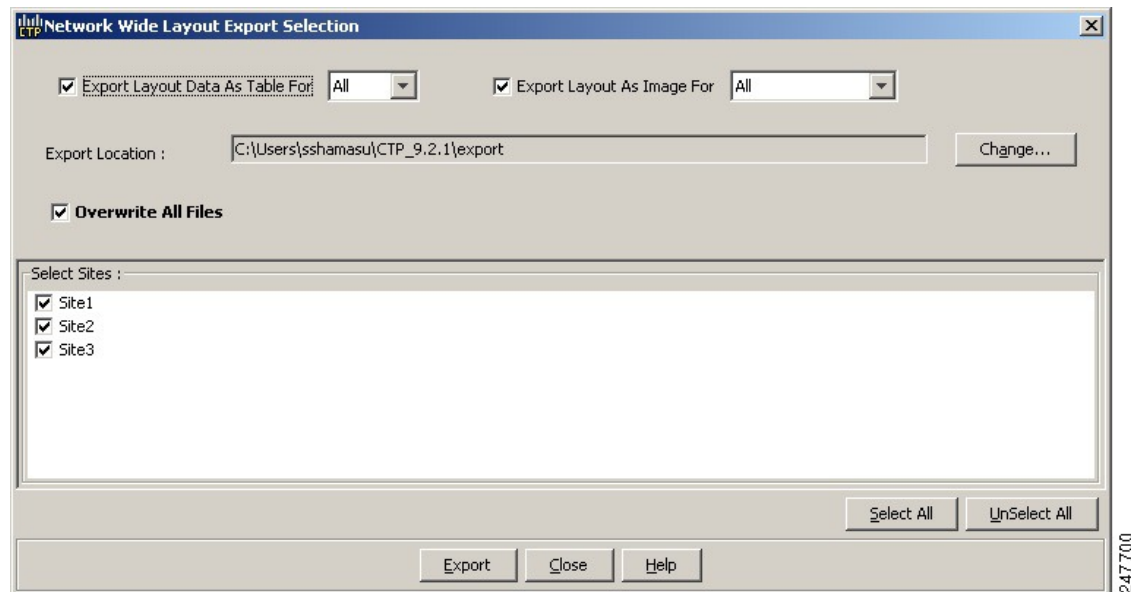 CTP Network Wide Layout Export Selection
Export Layout Data As Table For All Export Layout As Image For All
Export Location : C:\Users\sshamasu\CTP_9.2.1\export Change...
Overwrite All Files
Select Sites :
Site1
Site2
Site3
Select All UnSelect All
Export Close Help
247700